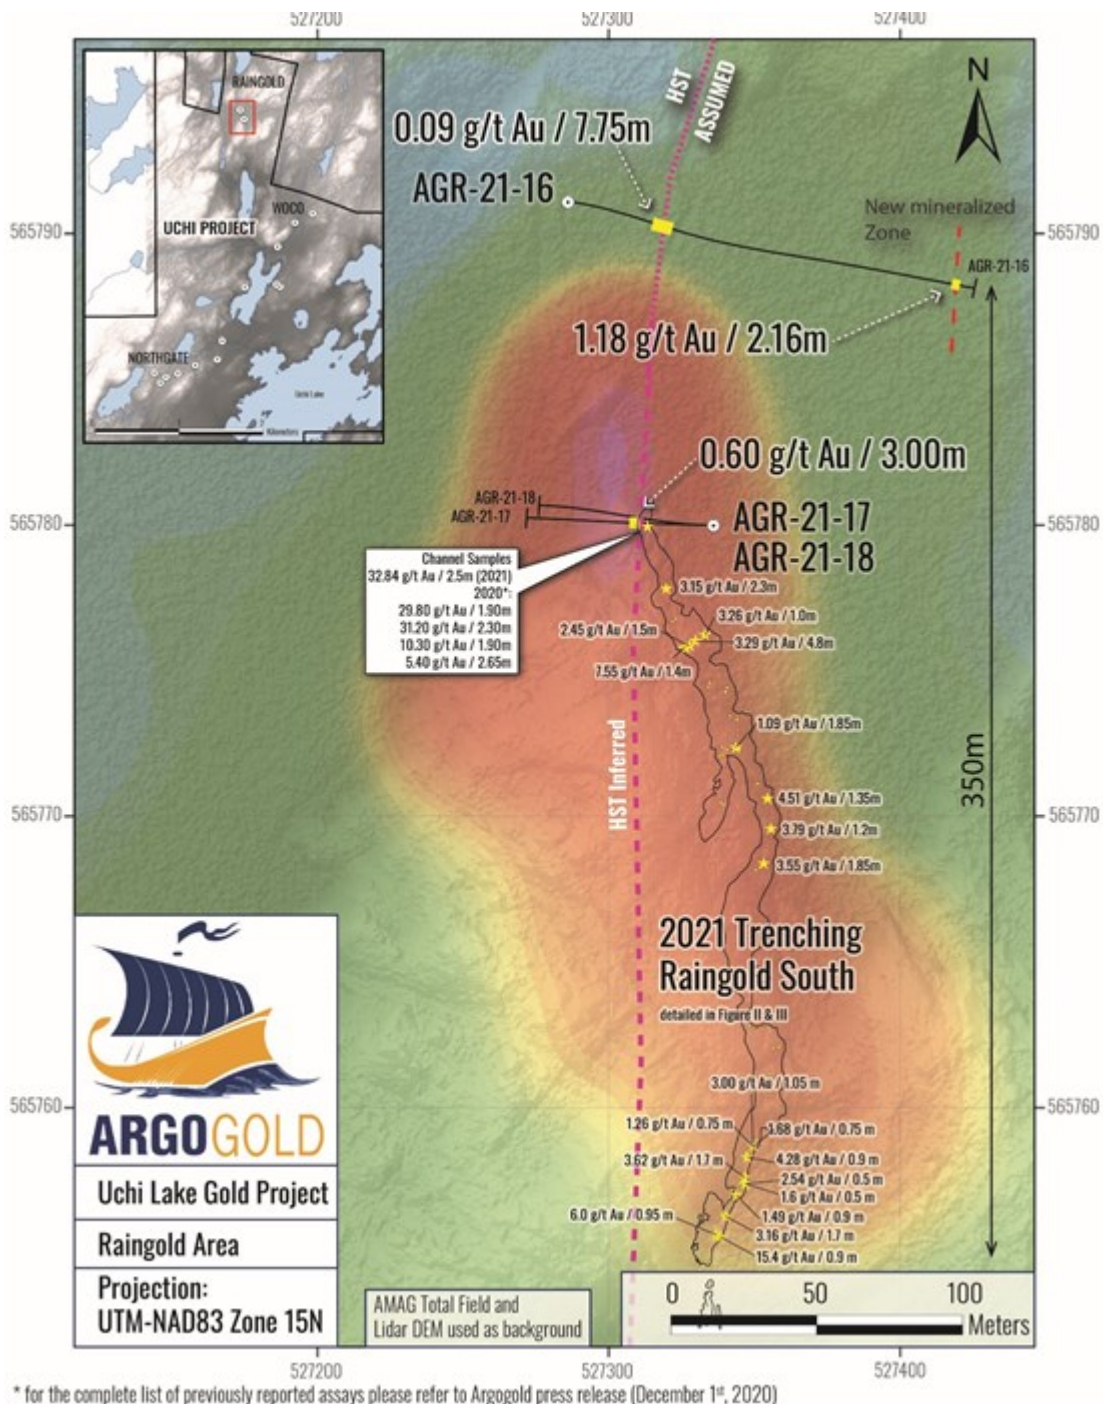 527200
527300
527400
RAINGOLD
WOCO
UCHI PROJECT
NORTHGATE
Uchi Lake
Kilometers
N
HST
ASSUMED
0.09 g/t Au / 7.75m
AGR-21-16
New mineralized
Zone
565790
565790
AGR-21-16
1.18 g/t Au / 2.16m
0.60 g/t Au / 3.00m
AGR-21-18
AGR-21-17
AGR-21-17
AGR-21-18
565780
565780
Channel Samples
32.84 g/t Au / 2.5m (2021)
2020*:
29.80 g/t Au / 1.90m
31.20 g/t Au / 2.30m
10.30 g/t Au / 1.90m
5.40 g/t Au / 2.65m
3.15 g/t Au / 2.3m
3.26 g/t Au / 1.0m
2.45 g/t Au / 1.5m
3.29 g/t Au / 4.8m
7.55 g/t Au / 1.4m
1.09 g/t Au / 1.85m
HST Inferred
350m
4.51 g/t Au / 1.35m
565770
565770
3.79 g/t Au / 1.2m
3.55 g/t Au / 1.85m
2021 Trenching
Raingold South
detailed in Figure II & III
3.00 g/t Au / 1.05 m
565760
565760
1.26 g/t Au / 0.75 m
1.68 g/t Au / 0.75 m
3.62 g/t Au / 1.7 m
4.28 g/t Au / 0.9 m
2.54 g/t Au / 0.5 m
1.6 g/t Au / 0.5 m
6.0 g/t Au / 0.95 m
1.49 g/t Au / 0.9 m
3.16 g/t Au / 1.7 m
15.4 g/t Au / 0.9 m
ARGOGOLD
Uchi Lake Gold Project
Raingold Area
Projection:
UTM-NAD83 Zone 15N
AMAG Total Field and
Lidar DEM used as background
0 50 100
Meters
527200
527300
527400
* for the complete list of previously reported assays please refer to Argogold press release (December 1st, 2020)